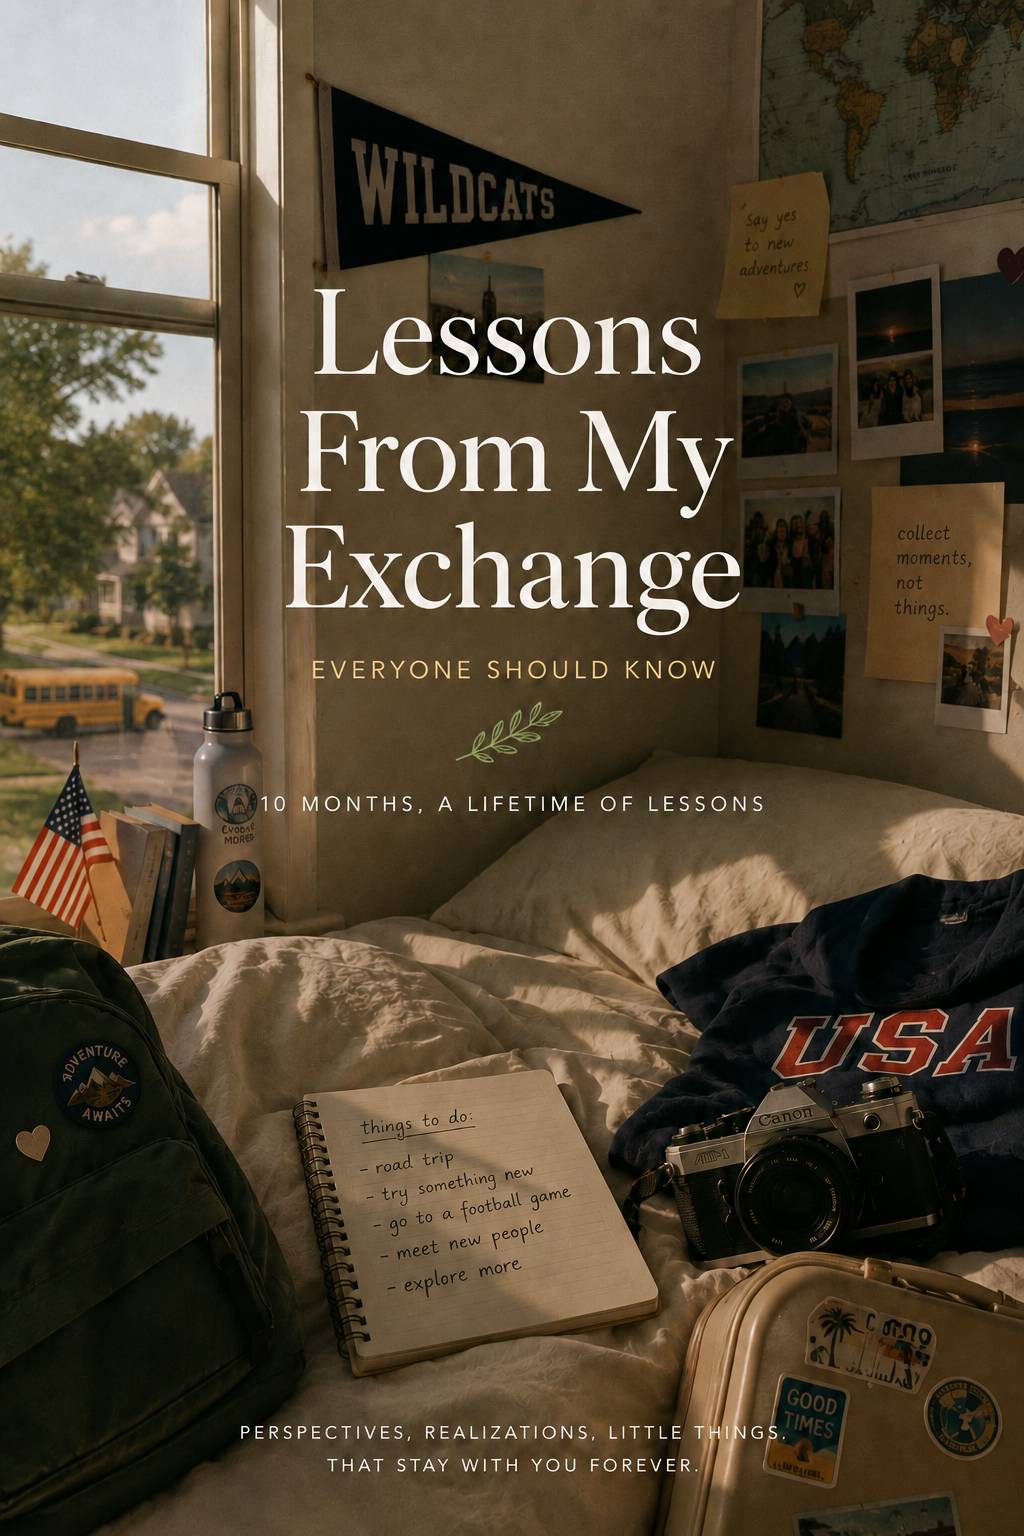 WILDCATS
say yes
to new
adventures
Lessons
From My
Exchange
collect
moments,
not
things.
EVERYONE SHOULD KNOW
10 MONTHS, A LIFETIME OF LESSONS
MORED
USA
ADVENTURE
AWAITS
things to do:
- road trip
- try something new
- go to a football game
- meet new people
- explore more
Canon
GOOD
TIMES
PERSPECTIVES, REALIZATIONS, LITTLE THINGS,
THAT STAY WITH YOU FOREVER.